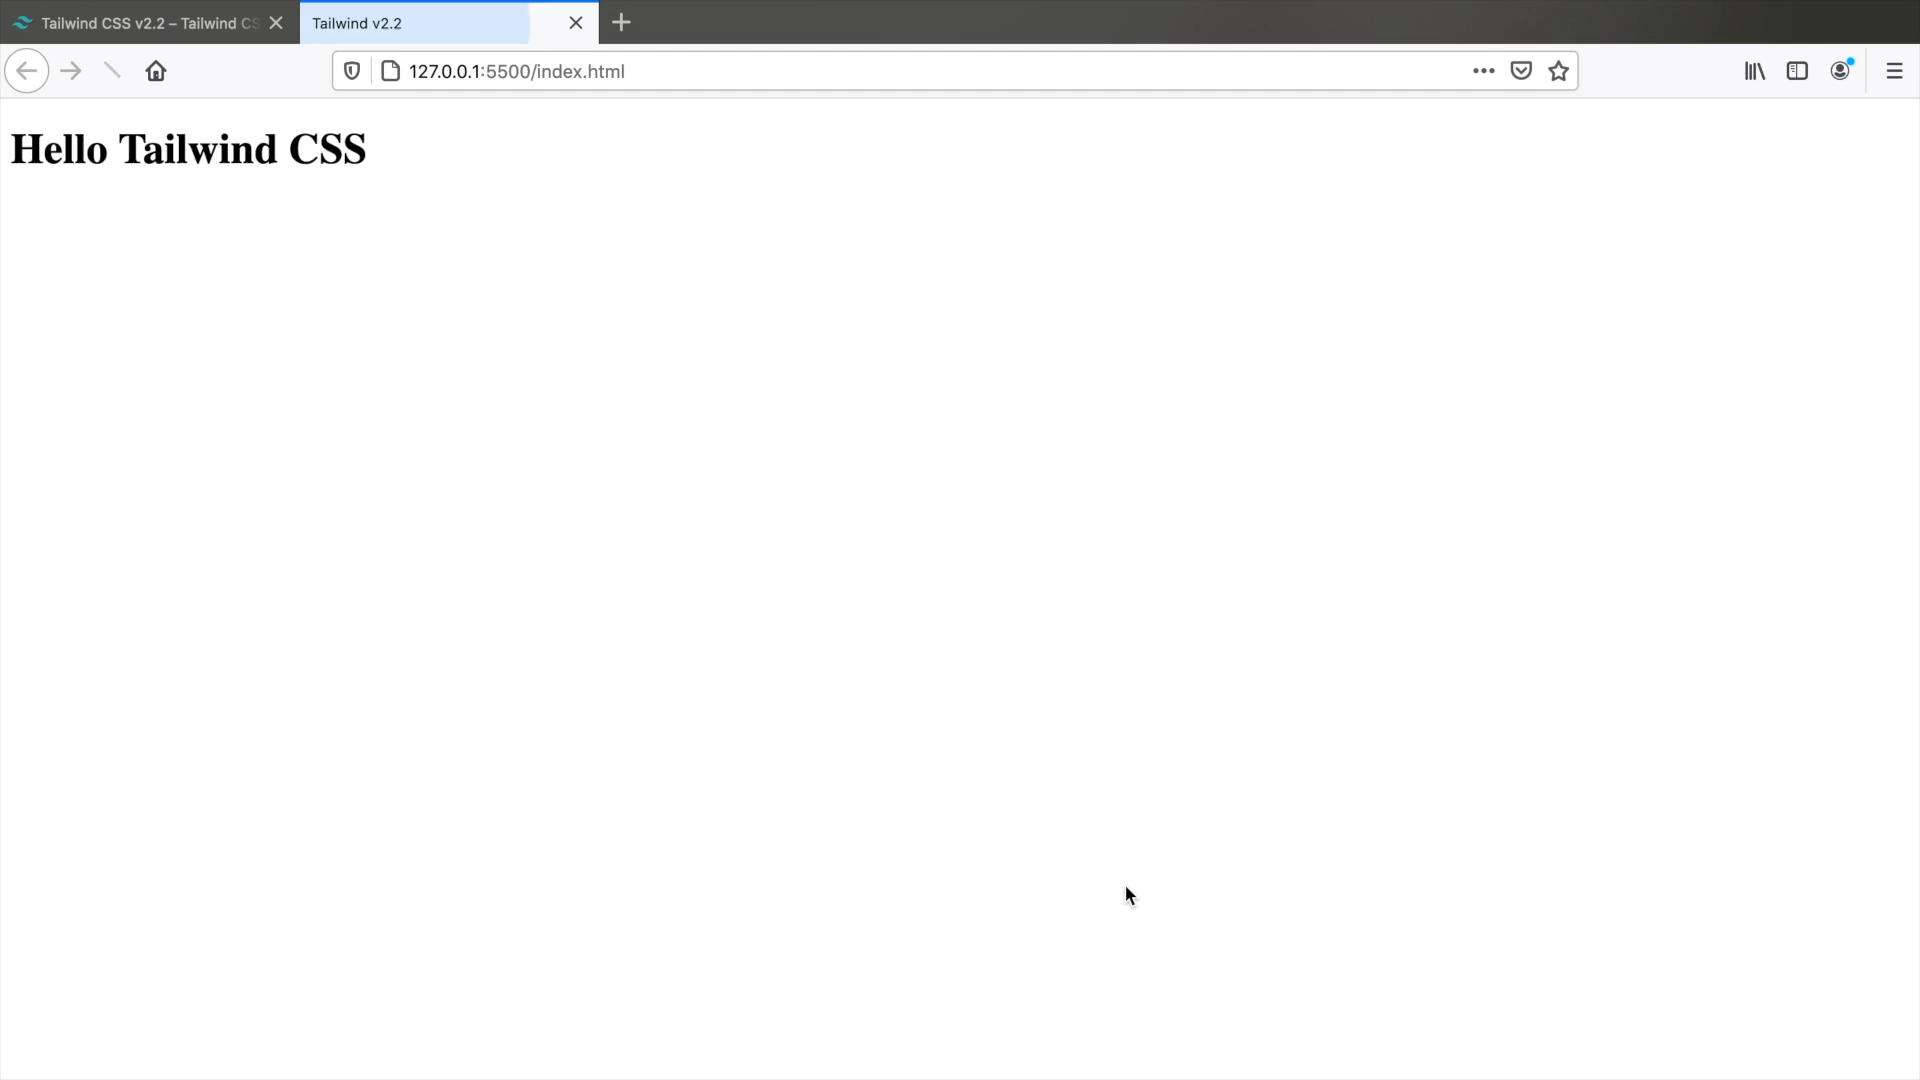 Tailwind CSS v2.2 – Tailwind CS
Tailwind v2.2
127.0.0.1:5500/index.html
Hello Tailwind CSS